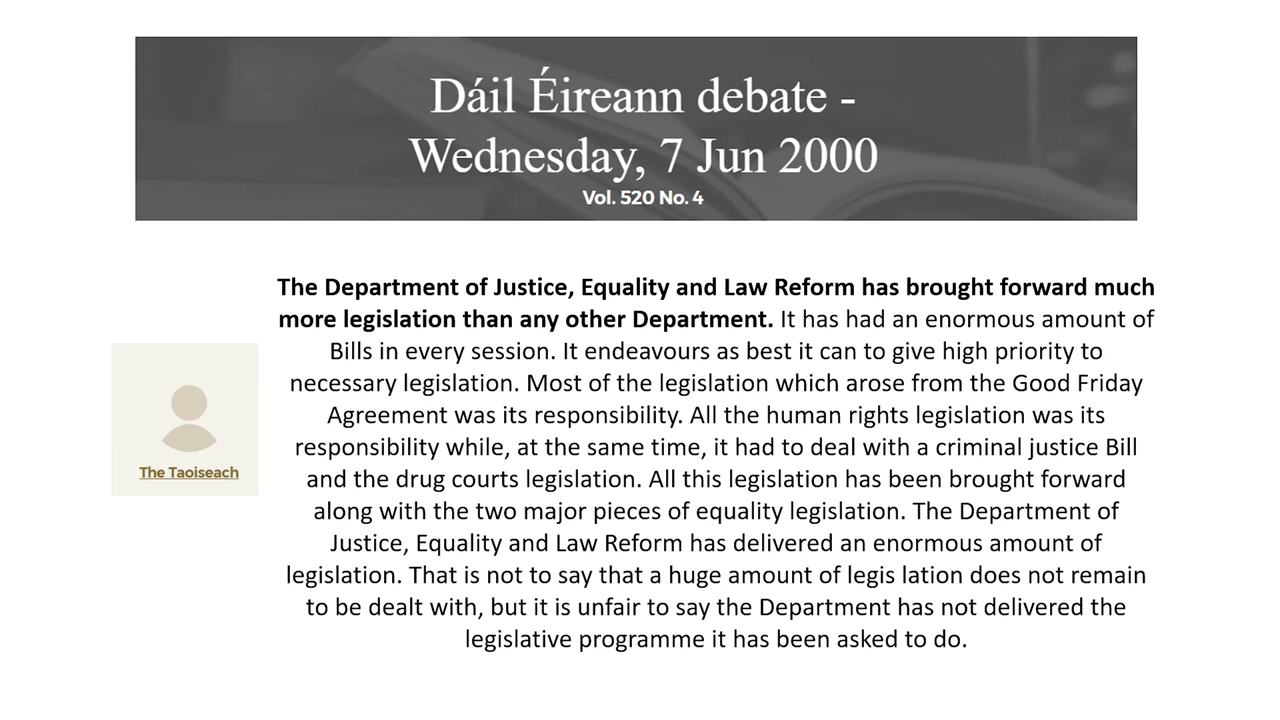 Dáil Éireann debate -
Wednesday, 7 Jun 2000
Vol. 520 No. 4
The Department of Justice, Equality and Law Reform has brought forward much
more legislation than any other Department. It has had an enormous amount of
Bills in every session. It endeavours as best it can to give high priority to
necessary legislation. Most of the legislation which arose from the Good Friday
Agreement was its responsibility. All the human rights legislation was its
responsibility while, at the same time, it had to deal with a criminal justice Bill
and the drug courts legislation. All this legislation has been brought forward
along with the two major pieces of equality legislation. The Department of
Justice, Equality and Law Reform has delivered an enormous amount of
legislation. That is not to say that a huge amount of legis lation does not remain
to be dealt with, but it is unfair to say the Department has not delivered the
legislative programme it has been asked to do.
The Taoiseach